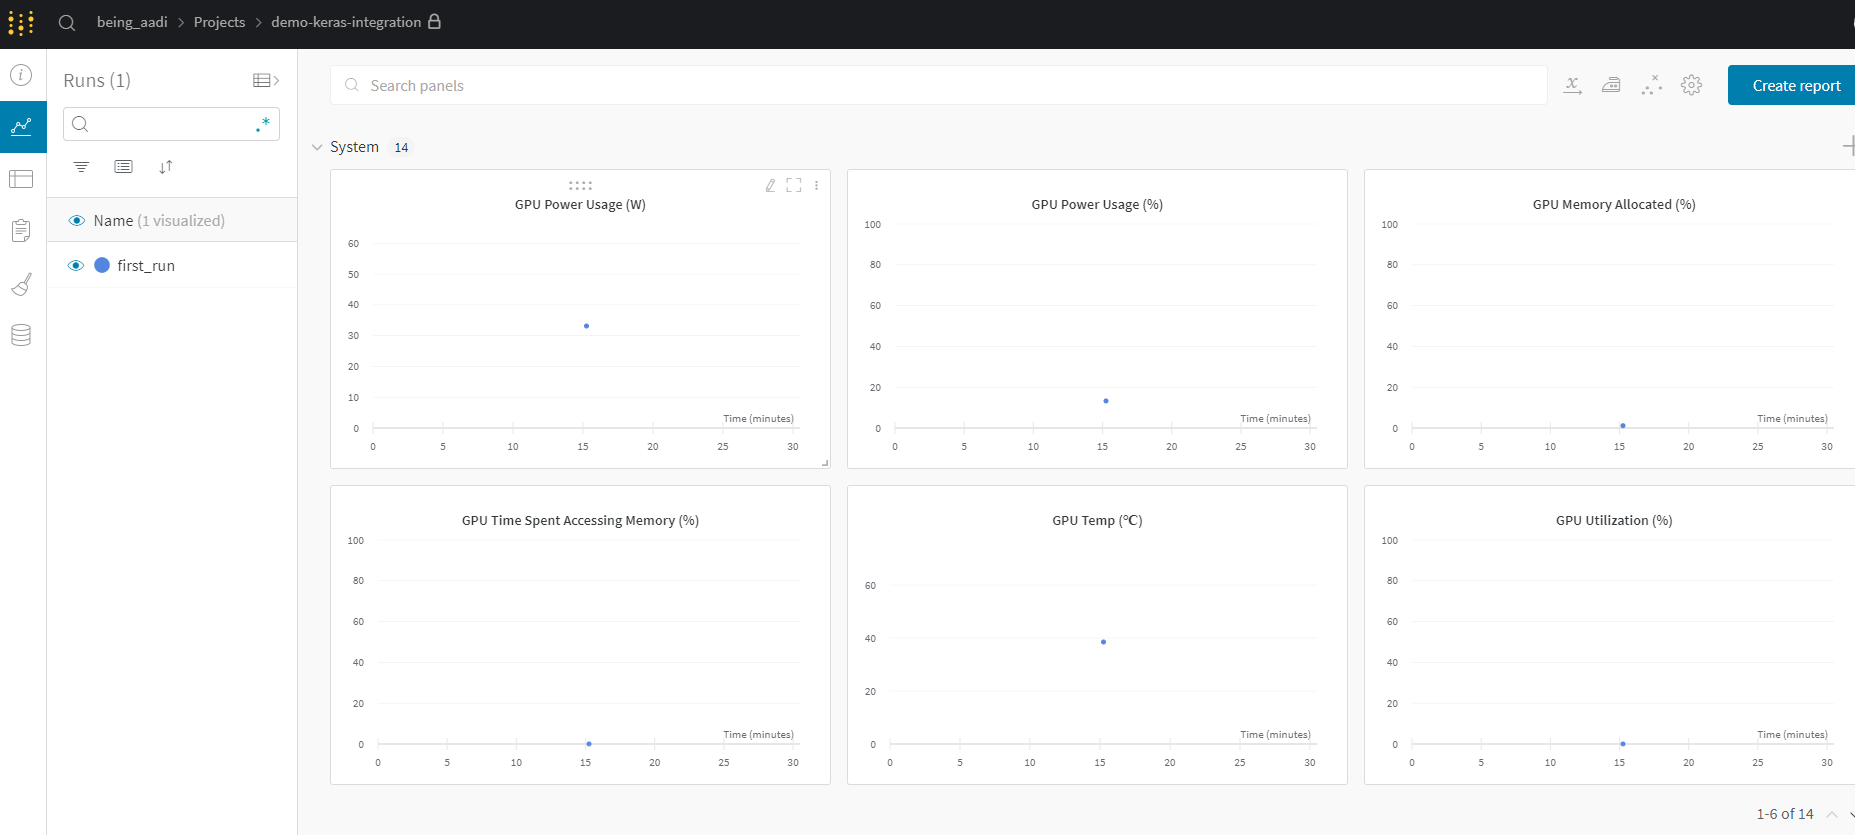 being_aadi > Projects > demo-keras-integration
Runs (1)
Search panels
Create report
.*
System 14
Name (1 visualized)
first_run
GPU Power Usage (W)
60
50
40
30
20
10
0
Time (minutes)
0 5 10 15 20 25 30
GPU Power Usage (%)
100
80
60
40
20
0
Time (minutes)
0 5 10 15 20 25 30
GPU Memory Allocated (%)
100
80
60
40
20
0
Time (minutes)
0 5 10 15 20 25 30
GPU Time Spent Accessing Memory (%)
100
80
60
40
20
0
Time (minutes)
0 5 10 15 20 25 30
GPU Temp (℃)
60
40
20
0
Time (minutes)
0 5 10 15 20 25 30
GPU Utilization (%)
100
80
60
40
20
0
Time (minutes)
0 5 10 15 20 25 30
1-6 of 14